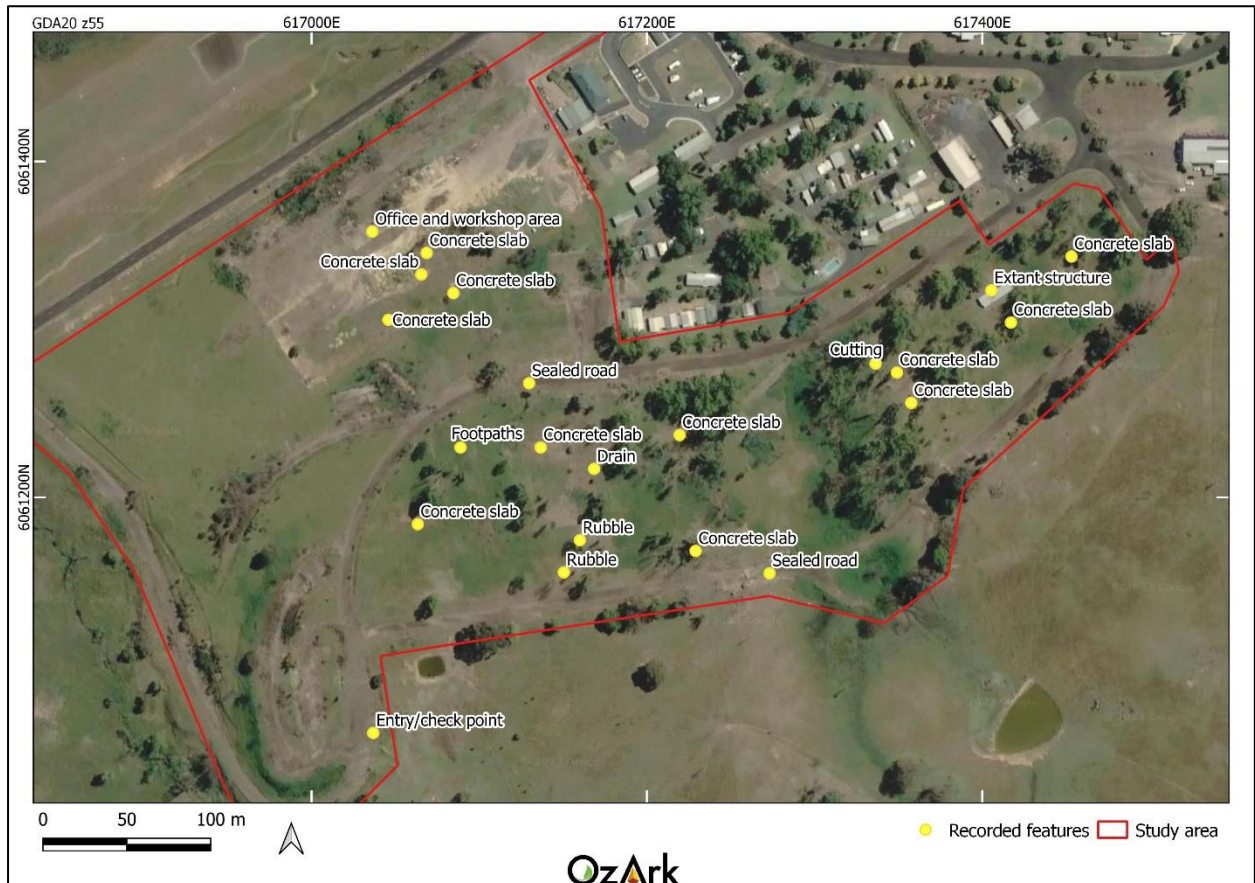 GDA20 z55
617000E
617200E
617400E
6061400N
6061200N
Office and workshop area
Concrete slab
Concrete slab
Concrete slab
Concrete slab
Concrete slab
Extant structure
Concrete slab
Cutting
Concrete slab
Concrete slab
Sealed road
Concrete slab
Footpaths
Concrete slab
Drain
Concrete slab
Rubble
Concrete slab
Rubble
Sealed road
Entry/check point
0 50 100 m
Recorded features
Study area
OzArk